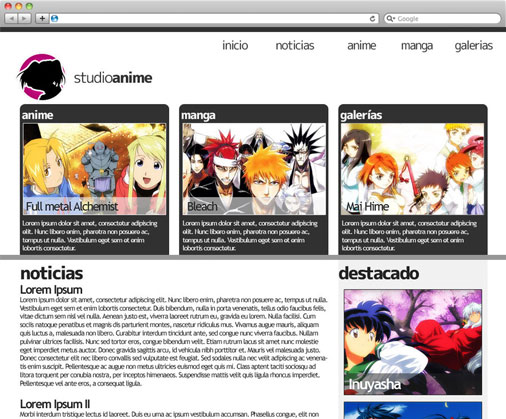 Google
inicio noticias anime manga galerias
studioanime
anime
Full metal Alchemist
Lorem ipsum dolor sit amet, consectetur adipiscing
elit. Nunc libero enim, pharetra non posuere ac,
tempus ut nulla. Vestibulum eget sem et enim
lobortis consectetur.
manga
Bleach
Lorem ipsum dolor sit amet, consectetur adipiscing
elit. Nunc libero enim, pharetra non posuere ac,
tempus ut nulla. Vestibulum eget sem et enim
lobortis consectetur.
galerías
Mai Hime
Lorem ipsum dolor sit amet, consectetur adipiscing
elit. Nunc libero enim, pharetra non posuere ac,
tempus ut nulla. Vestibulum eget sem et enim
lobortis consectetur.
noticias
Lorem Ipsum
Lorem ipsum dolor sit amet, consectetur adipiscing elit. Nunc libero enim, pharetra non posuere ac, tempus ut nulla.
Vestibulum eget sem et enim lobortis consectetur. Duis bibendum, nulla in porta venenatis, tellus odio faucibus felis,
vitae dictum sem nisl vel nulla. Aenean justo est, viverra laoreet rutrum eu, gravida eu lorem. Nulla facilisi. Cum
sociis natoque penatibus et magnis dis parturient montes, nascetur ridiculus mus. Vivamus augue mauris, aliquam
quis luctus a, malesuada non libero. Curabitur interdum tincidunt ante, sed congue nunc viverra faucibus. Nullam
pulvinar ultrices facilisis. Nunc sed tortor eros, congue bibendum velit. Etiam rutrum lacus sit amet nunc molestie
eget imperdiet metus auctor. Donec gravida sagittis arcu, id vehicula nibh porttitor et. Mauris vel malesuada justo.
Donec consectetur elit nec libero convallis sed vulputate est feugiat. Sed sodales nulla nec velit adipiscing at venena-
tis enim suscipit. Pellentesque ac augue non metus ultricies euismod eget quis mi. Class aptent taciti sociosqu ad
litora torquent per conubia nostra, per inceptos himenaeos. Suspendisse mattis velit quis ligula rhoncus imperdiet.
Pellentesque vel ante eros, a consequat ligula.
Lorem Ipsum II
Morbi interdum tristique lectus id laoreet. Duis eu urna ac ipsum vestibulum accumsan. Phasellus congue, elit non
destacado
Inuyasha